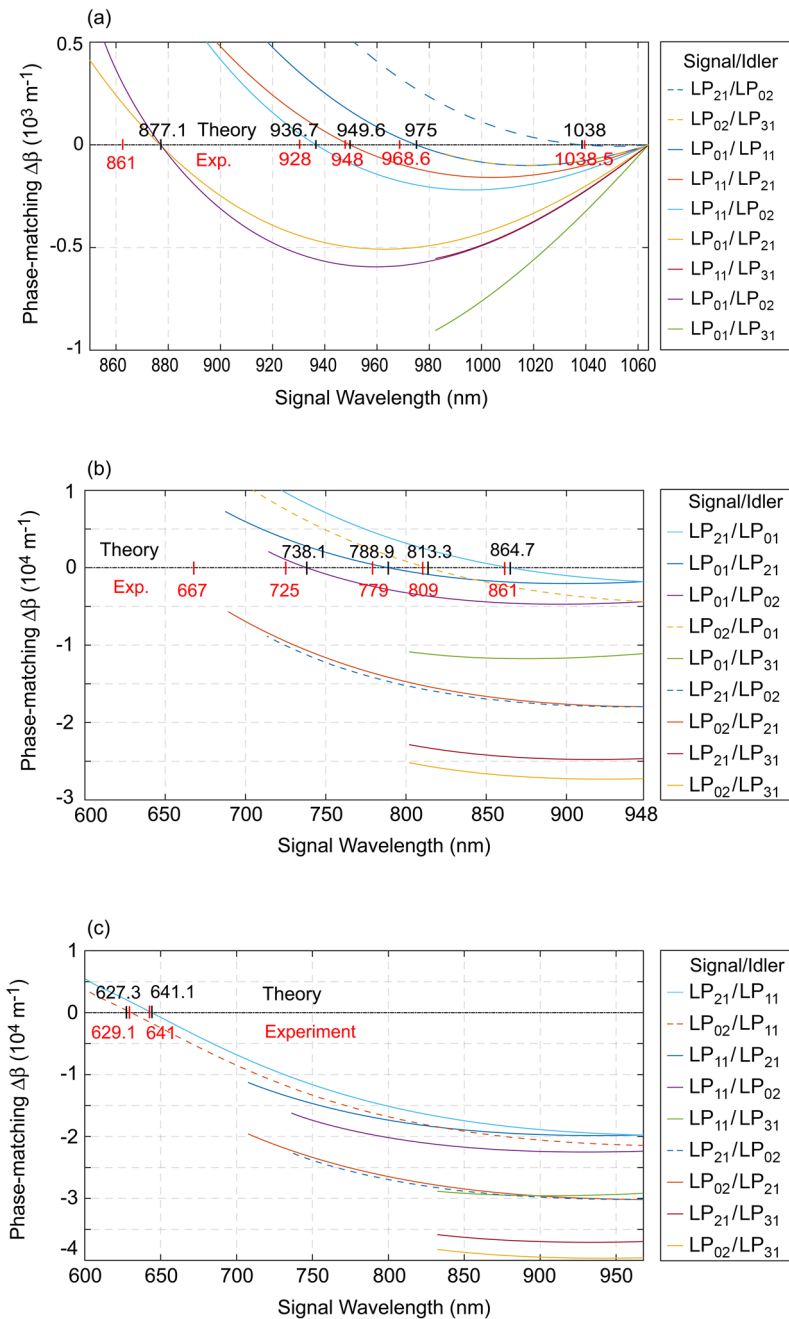 (a)
0.5
0
-0.5
-1
Phase-matching Δβ (10³ m⁻¹)
877.1 Theory 936.7 949.6 975 1038
861 Exp. 928 948 968.6 1038.5
860 880 900 920 940 960 980 1000 1020 1040 1060
Signal Wavelength (nm)
Signal/Idler
LP₂₁/LP₀₂
LP₀₂/LP₃₁
LP₀₁/LP₁₁
LP₁₁/LP₂₁
LP₁₁/LP₀₂
LP₀₁/LP₂₁
LP₁₁/LP₃₁
LP₀₁/LP₀₂
LP₀₁/LP₃₁
(b)
1
0
-1
-2
-3
Phase-matching Δβ (10⁴ m⁻¹)
Theory 738.1 788.9 813.3 864.7
Exp. 667 725 779 809 861
600 650 700 750 800 850 900 948
Signal Wavelength (nm)
Signal/Idler
LP₂₁/LP₀₁
LP₀₁/LP₂₁
LP₀₁/LP₀₂
LP₀₂/LP₀₁
LP₀₁/LP₃₁
LP₂₁/LP₀₂
LP₀₂/LP₂₁
LP₂₁/LP₃₁
LP₀₂/LP₃₁
(c)
1
0
-1
-2
-3
-4
Phase-matching Δβ (10⁴ m⁻¹)
627.3 641.1 Theory
629.1 641 Experiment
600 650 700 750 800 850 900 950
Signal Wavelength (nm)
Signal/Idler
LP₂₁/LP₁₁
LP₀₂/LP₁₁
LP₁₁/LP₂₁
LP₁₁/LP₀₂
LP₁₁/LP₃₁
LP₂₁/LP₀₂
LP₀₂/LP₂₁
LP₂₁/LP₃₁
LP₀₂/LP₃₁